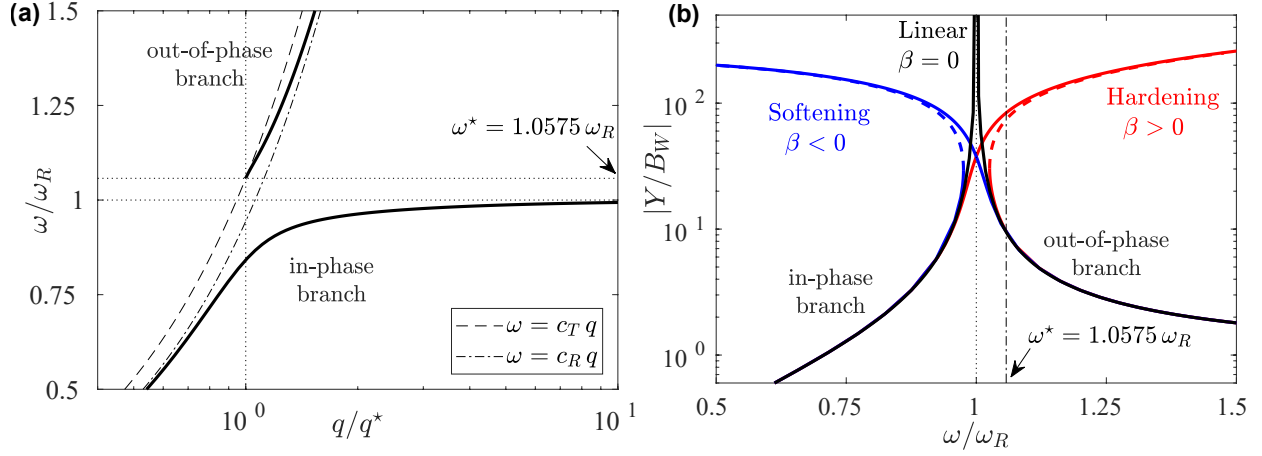 (a)
1.5
1.25
1
0.75
0.5
ω/ω_R
out-of-phase
branch
ω* = 1.0575 ω_R
in-phase
branch
ω = c_T q
ω = c_R q
10^0
10^1
q/q*
(b)
10^2
10^1
10^0
|Y/B_W|
Linear
β = 0
Softening
β < 0
Hardening
β > 0
out-of-phase
branch
in-phase
branch
ω* = 1.0575 ω_R
0.5
0.75
1
1.25
1.5
ω/ω_R